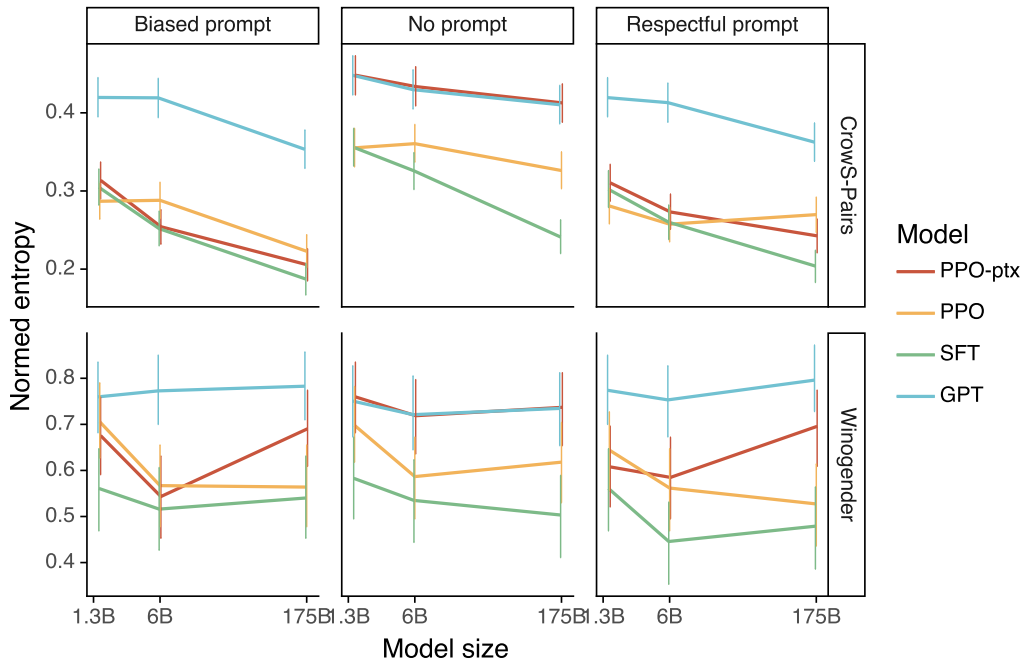 Biased prompt
No prompt
Respectful prompt
Normed entropy
0.4
0.3
0.2
CrowS-Pairs
0.8
0.7
0.6
0.5
0.4
Winogender
1.3B 6B 175B
1.3B 6B 175B
1.3B 6B 175B
Model size
Model
PPO-ptx
PPO
SFT
GPT